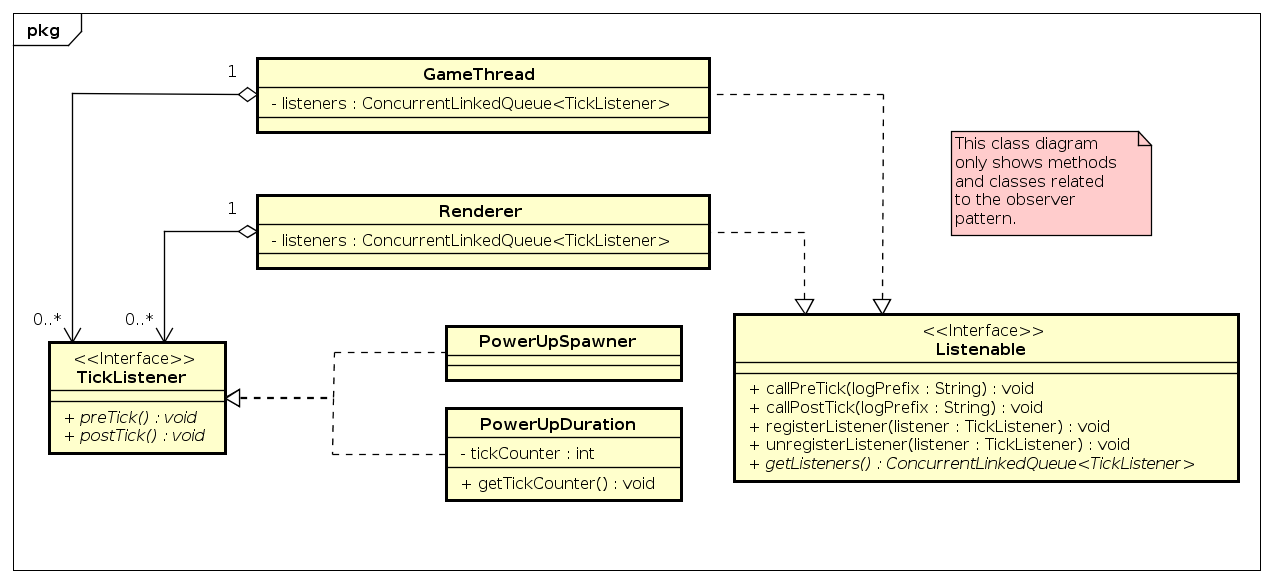 pkg
1
GameThread
- listeners : ConcurrentLinkedQueue<TickListener>
This class diagram
only shows methods
and classes related
to the observer
pattern.
1
Renderer
- listeners : ConcurrentLinkedQueue<TickListener>
0..*
0..*
<<Interface>>
TickListener
+ preTick() : void
+ postTick() : void
PowerUpSpawner
PowerUpDuration
- tickCounter : int
+ getTickCounter() : void
<<Interface>>
Listenable
+ callPreTick(logPrefix : String) : void
+ callPostTick(logPrefix : String) : void
+ registerListener(listener : TickListener) : void
+ unregisterListener(listener : TickListener) : void
+ getListeners() : ConcurrentLinkedQueue<TickListener>